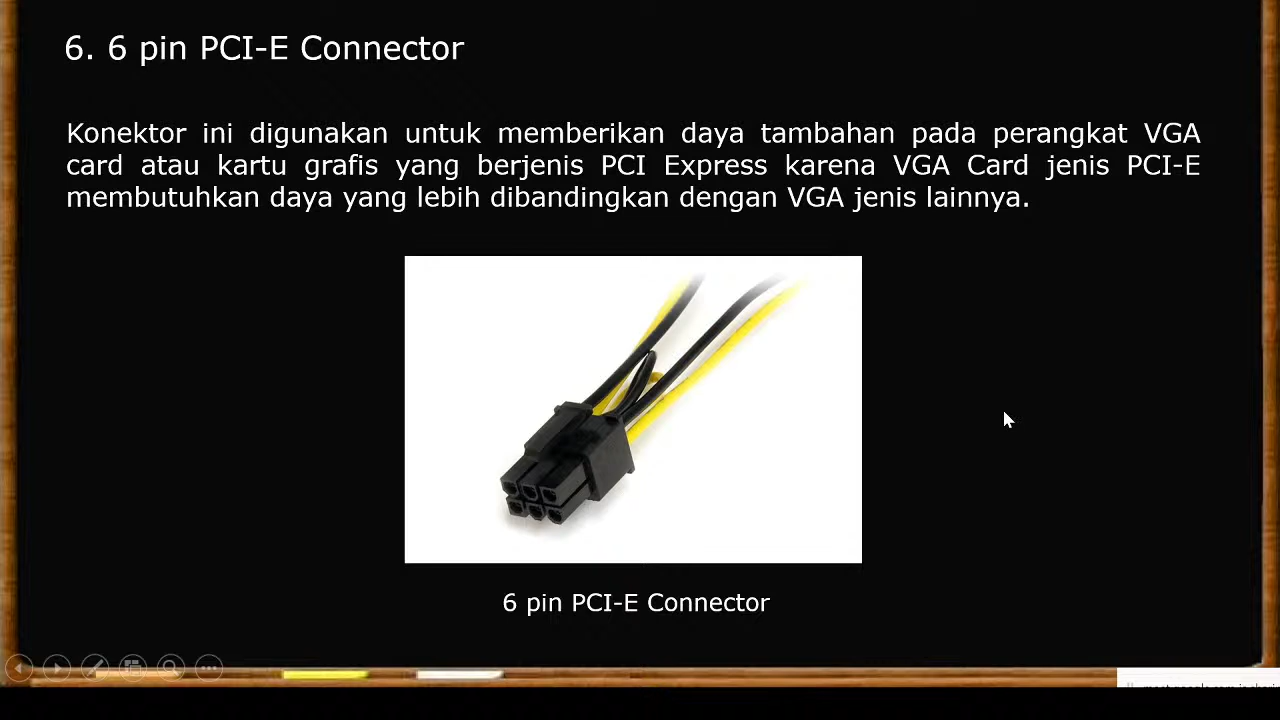 6. 6 pin PCI-E Connector
Konektor ini digunakan untuk memberikan daya tambahan pada perangkat VGA
card atau kartu grafis yang berjenis PCI Express karena VGA Card jenis PCI-E
membutuhkan daya yang lebih dibandingkan dengan VGA jenis lainnya.
6 pin PCI-E Connector